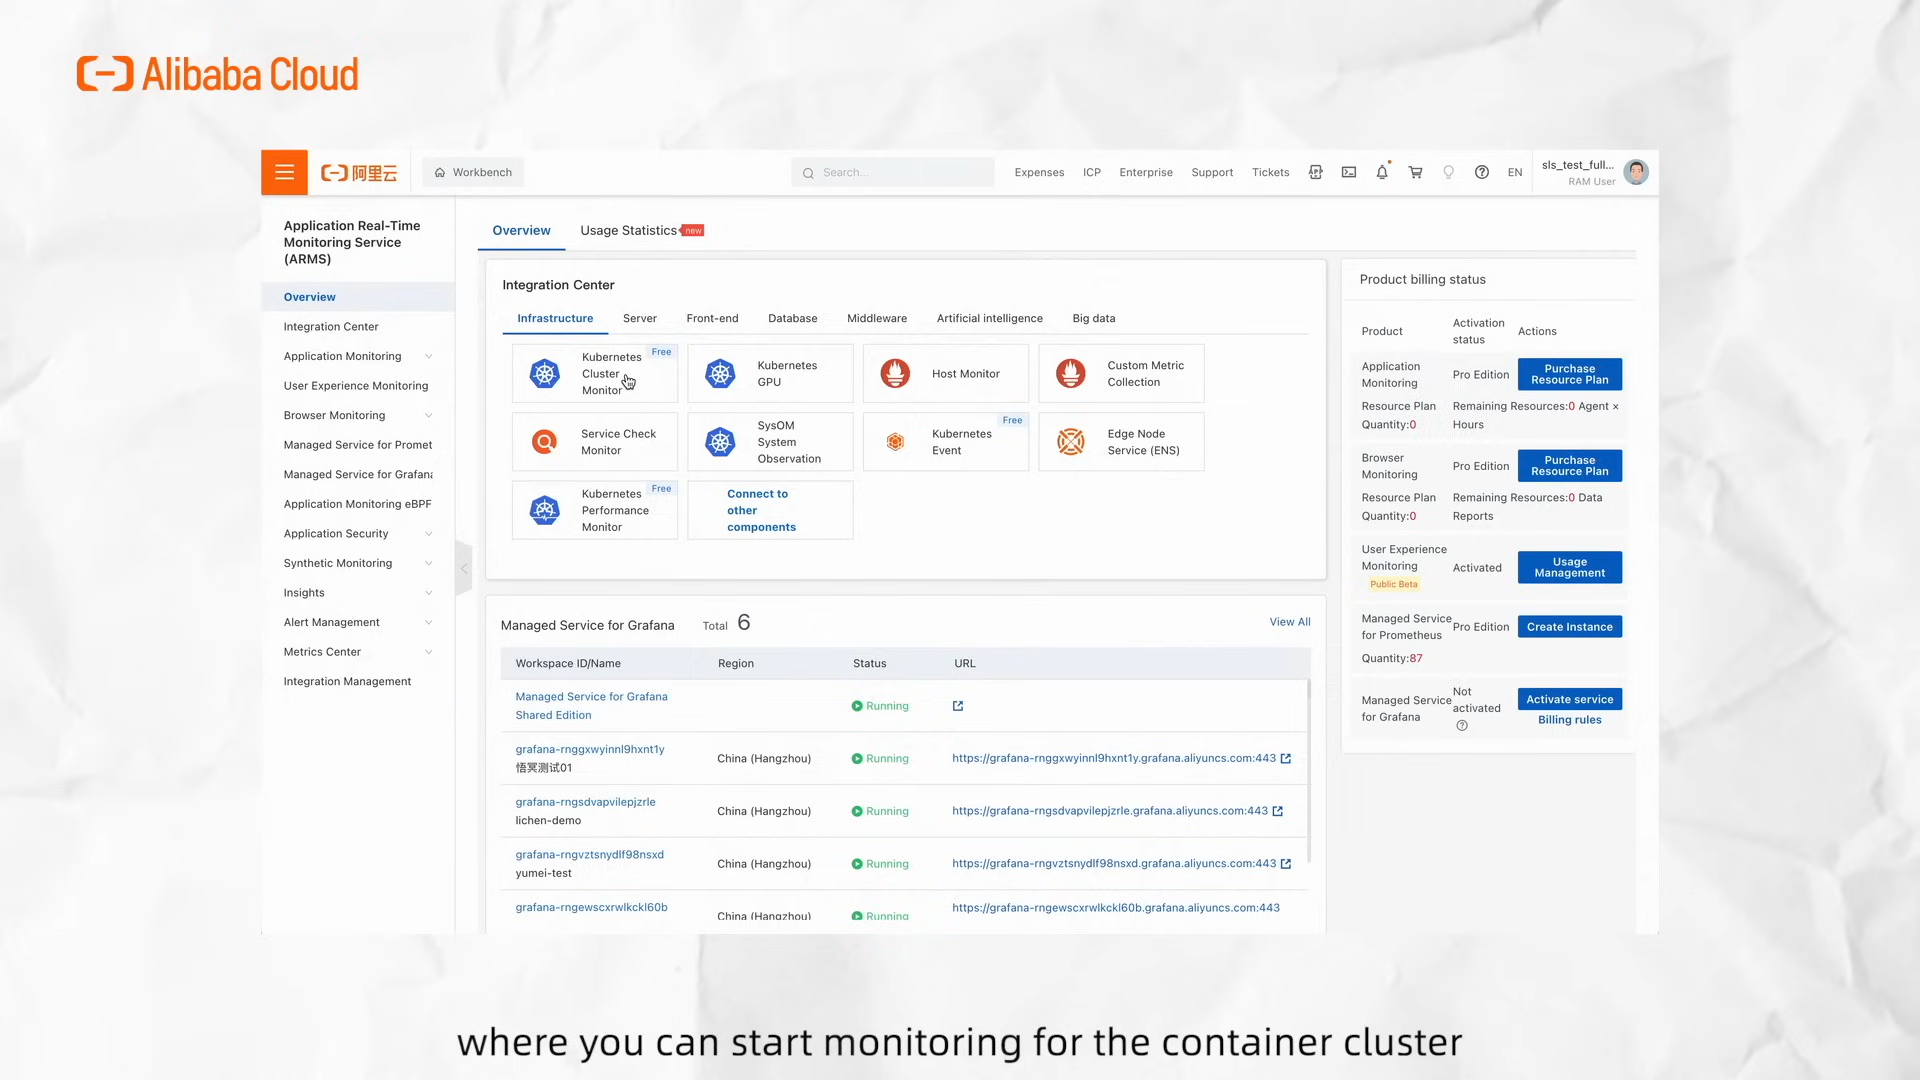 Alibaba Cloud
阿里云
Workbench
Search...
Expenses
ICP
Enterprise
Support
Tickets
EN
sls_test_full...
RAM User
Application Real-Time
Monitoring Service
(ARMS)
Overview
Integration Center
Application Monitoring
User Experience Monitoring
Browser Monitoring
Managed Service for Promet
Managed Service for Grafana
Application Monitoring eBPF
Application Security
Synthetic Monitoring
Insights
Alert Management
Metrics Center
Integration Management
Overview
Usage Statistics new
Integration Center
Infrastructure
Server
Front-end
Database
Middleware
Artificial intelligence
Big data
Kubernetes
Cluster
Monitor
Free
Kubernetes
GPU
Host Monitor
Custom Metric
Collection
Service Check
Monitor
SysOM
System
Observation
Kubernetes
Event
Free
Edge Node
Service (ENS)
Kubernetes
Performance
Monitor
Free
Connect to
other
components
Managed Service for Grafana
Total 6
View All
Workspace ID/Name
Region
Status
URL
Managed Service for Grafana
Shared Edition
Running
grafana-rnggxwyinnl9hxnt1y
悟冥测试01
China (Hangzhou)
Running
https://grafana-rnggxwyinnl9hxnt1y.grafana.aliyuncs.com:443
grafana-rngsdvapvilepjzrle
lichen-demo
China (Hangzhou)
Running
https://grafana-rngsdvapvilepjzrle.grafana.aliyuncs.com:443
grafana-rngvztsnydlf98nsxd
yumei-test
China (Hangzhou)
Running
https://grafana-rngvztsnydlf98nsxd.grafana.aliyuncs.com:443
grafana-rngewscxrwlkckl60b
China (Hangzhou)
Running
https://grafana-rngewscxrwlkckl60b.grafana.aliyuncs.com:443
Product billing status
Product
Activation
status
Actions
Application
Monitoring
Pro Edition
Purchase
Resource Plan
Resource Plan
Quantity:0
Remaining Resources:0 Agent ×
Hours
Browser
Monitoring
Pro Edition
Purchase
Resource Plan
Resource Plan
Quantity:0
Remaining Resources:0 Data
Reports
User Experience
Monitoring
Public Beta
Activated
Usage
Management
Managed Service
for Prometheus
Pro Edition
Create Instance
Quantity:87
Managed Service
for Grafana
Not
activated
Activate service
Billing rules
where you can start monitoring for the container cluster